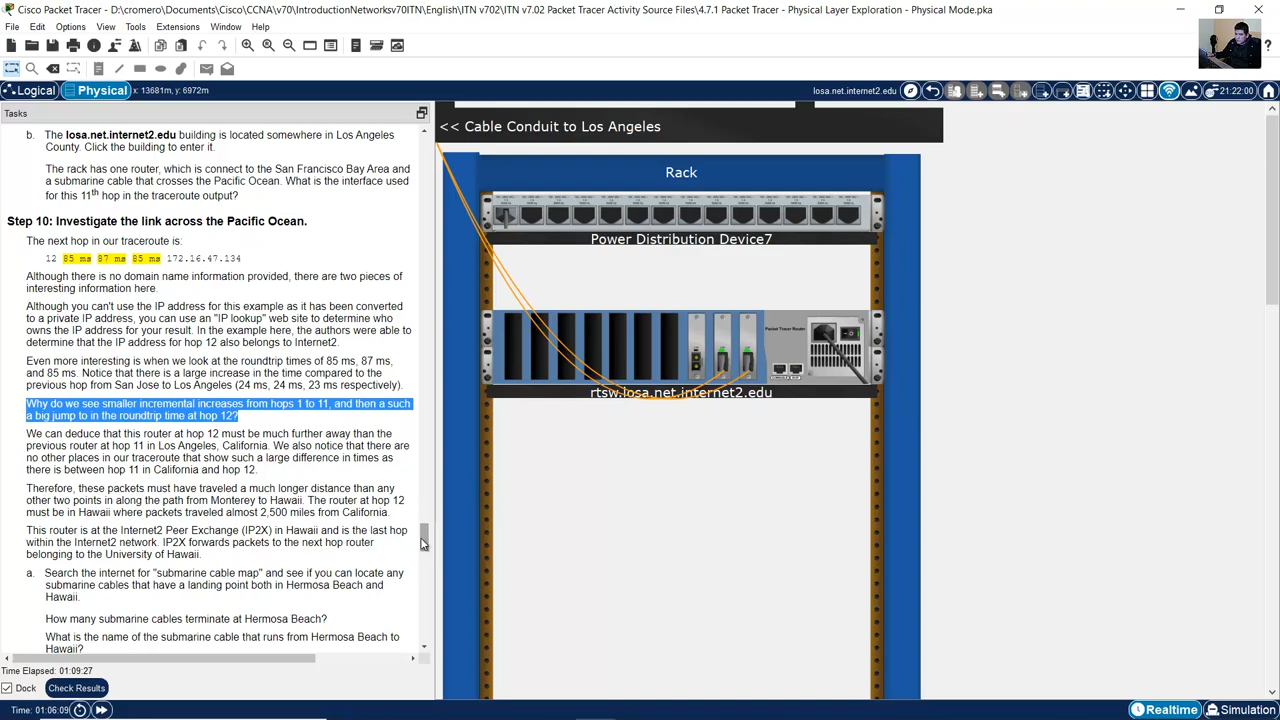 Cisco Packet Tracer - D:\cromero\Documents\Cisco\CCNA\v70\IntroductionNetworksv70ITN\English\ITN v702\ITN v7.02 Packet Tracer Activity Source Files\4.7.1 Packet Tracer - Physical Layer Exploration - Physical Mode.pka
File Edit Options View Tools Extensions Window Help
Logical Physical x: 13681m, y: 6972m losa.net.internet2.edu 21:22:00
Tasks
b. The losa.net.internet2.edu building is located somewhere in Los Angeles
County. Click the building to enter it.
The rack has one router, which is connect to the San Francisco Bay Area and
a submarine cable that crosses the Pacific Ocean. What is the interface used
for this 11th hop in the traceroute output?
Step 10: Investigate the link across the Pacific Ocean.
The next hop in our traceroute is:
12 85 ms 87 ms 85 ms 172.16.47.134
Although there is no domain name information provided, there are two pieces of
interesting information here.
Although you can't use the IP address for this example as it has been converted
to a private IP address, you can use an "IP lookup" web site to determine who
owns the IP address for your result. In the example here, the authors were able to
determine that the IP address for hop 12 also belongs to Internet2.
Even more interesting is when we look at the roundtrip times of 85 ms, 87 ms,
and 85 ms. Notice that there is a large increase in the time compared to the
previous hop from San Jose to Los Angeles (24 ms, 24 ms, 23 ms respectively).
Why do we see smaller incremental increases from hops 1 to 11, and then a such
a big jump to in the roundtrip time at hop 12?
We can deduce that this router at hop 12 must be much further away than the
previous router at hop 11 in Los Angeles, California. We also notice that there are
no other places in our traceroute that show such a large difference in times as
there is between hop 11 in California and hop 12.
Therefore, these packets must have traveled a much longer distance than any
other two points in along the path from Monterey to Hawaii. The router at hop 12
must be in Hawaii where packets traveled almost 2,500 miles from California.
This router is at the Internet2 Peer Exchange (IP2X) in Hawaii and is the last hop
within the Internet2 network. IP2X forwards packets to the next hop router
belonging to the University of Hawaii.
a. Search the internet for "submarine cable map" and see if you can locate any
submarine cables that have a landing point both in Hermosa Beach and
Hawaii.
How many submarine cables terminate at Hermosa Beach?
What is the name of the submarine cable that runs from Hermosa Beach to
Hawaii?
Time Elapsed: 01:09:27
Dock Check Results
Time: 01:06:09
<< Cable Conduit to Los Angeles
Rack
Power Distribution Device7
Packet Tracer Router
rtsw.losa.net.internet2.edu
Realtime Simulation